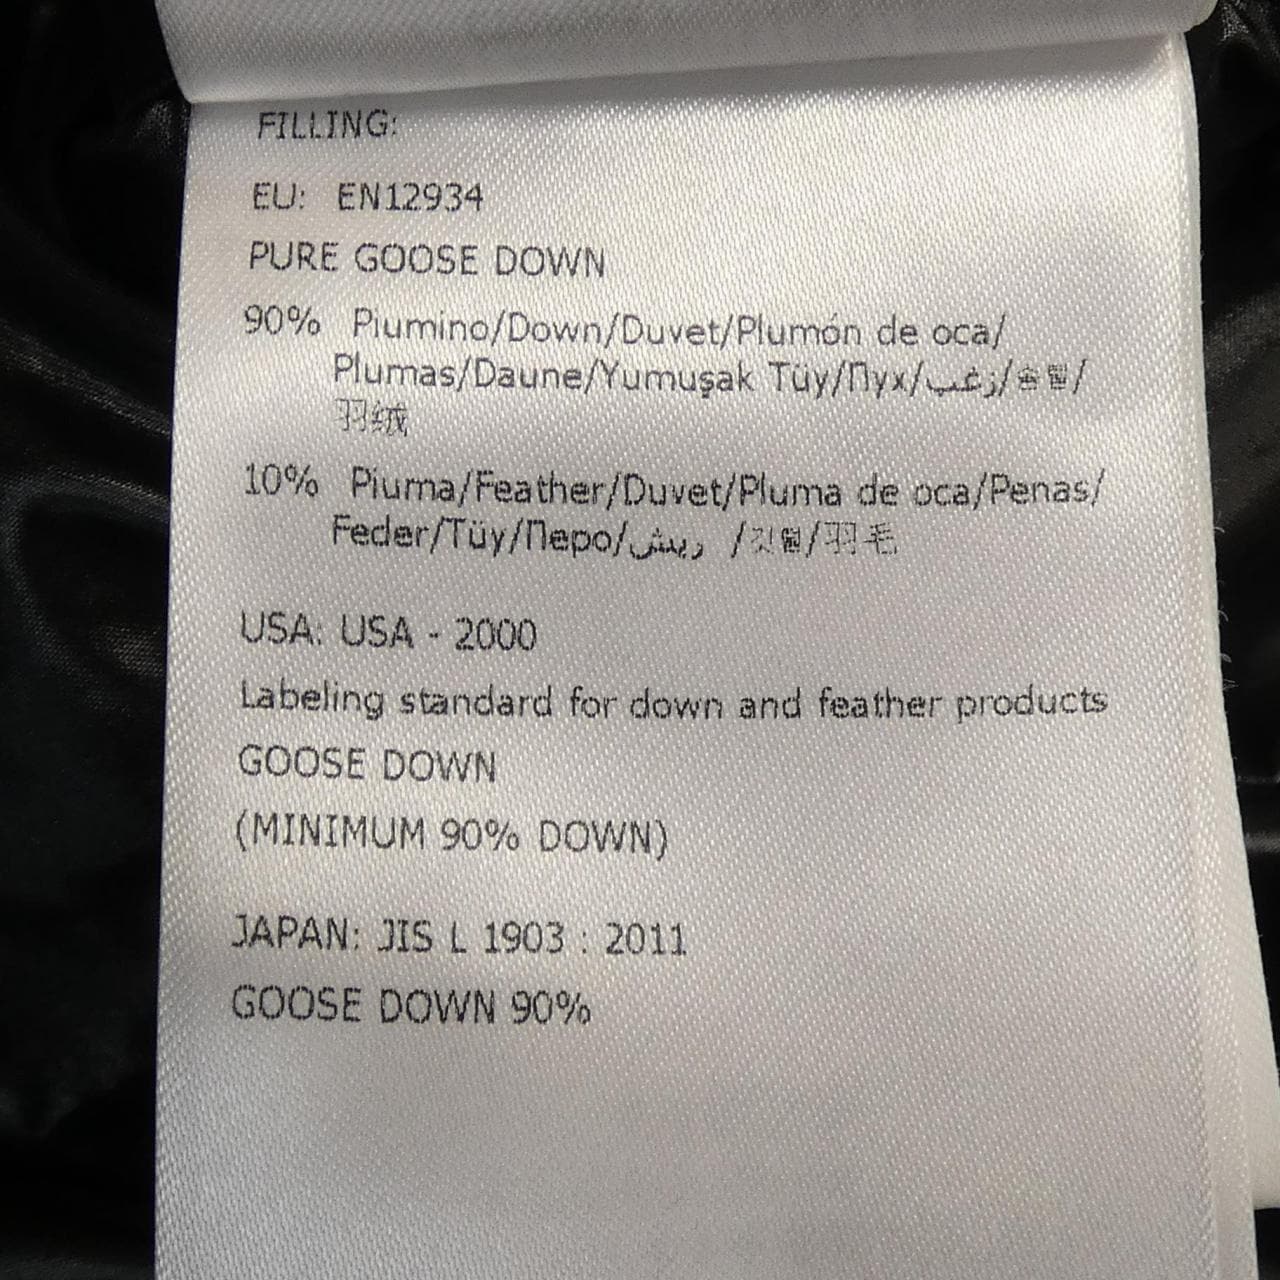 FILLING:
EU: EN12934
PURE GOOSE DOWN
90% Piumino/Down/Duvet/Plumón de oca/
Plumas/Daune/Yumuşak Tüy/Пух/زغب/솜털/
羽绒
10% Piuma/Feather/Duvet/Pluma de oca/Penas/
Feder/Tüy/Перо/ريش /깃털/羽毛
USA: USA - 2000
Labeling standard for down and feather products
GOOSE DOWN
(MINIMUM 90% DOWN)
JAPAN: JIS L 1903 : 2011
GOOSE DOWN 90%